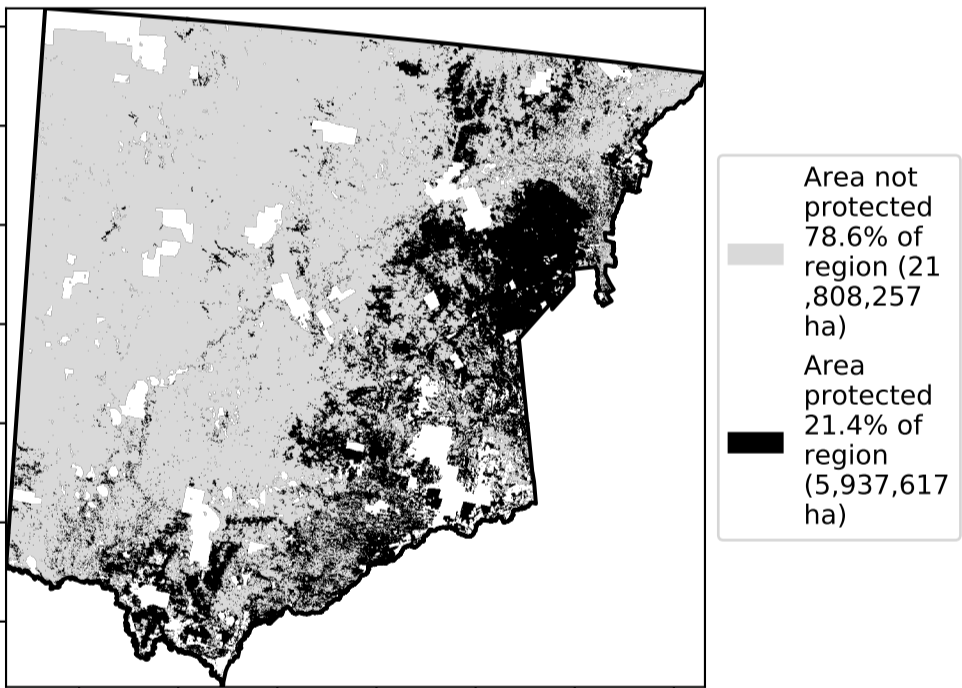 Area not
protected
78.6% of
region (21
,808,257
ha)
Area
protected
21.4% of
region
(5,937,617
ha)